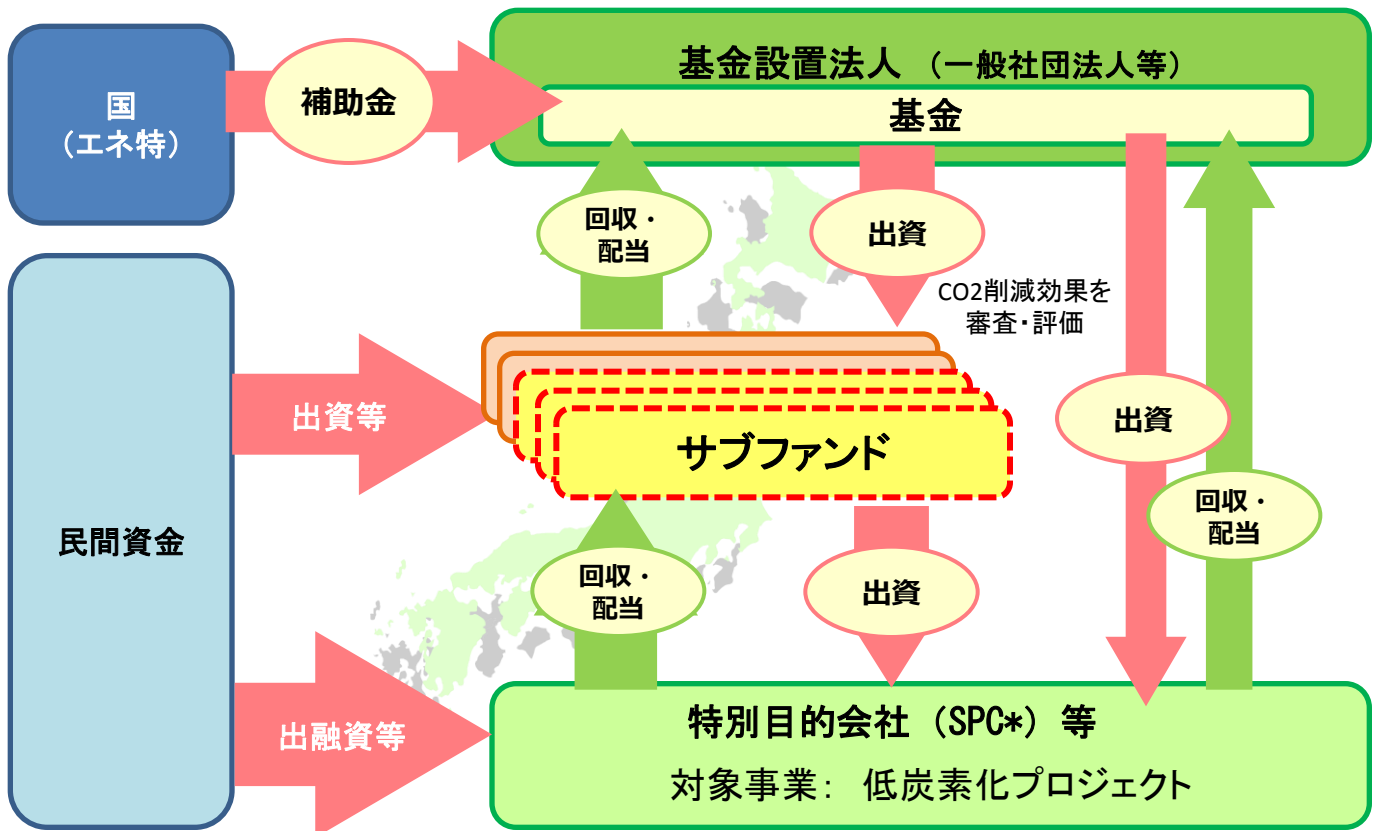 国
（エネ特）
補助金
基金設置法人 （一般社団法人等）
基金
回収・
配当
出資
CO2削減効果を
審査・評価
出資等
サブファンド
出資
回収・
配当
民間資金
回収・
配当
出資
出融資等
特別目的会社（SPC*）等
対象事業： 低炭素化プロジェクト